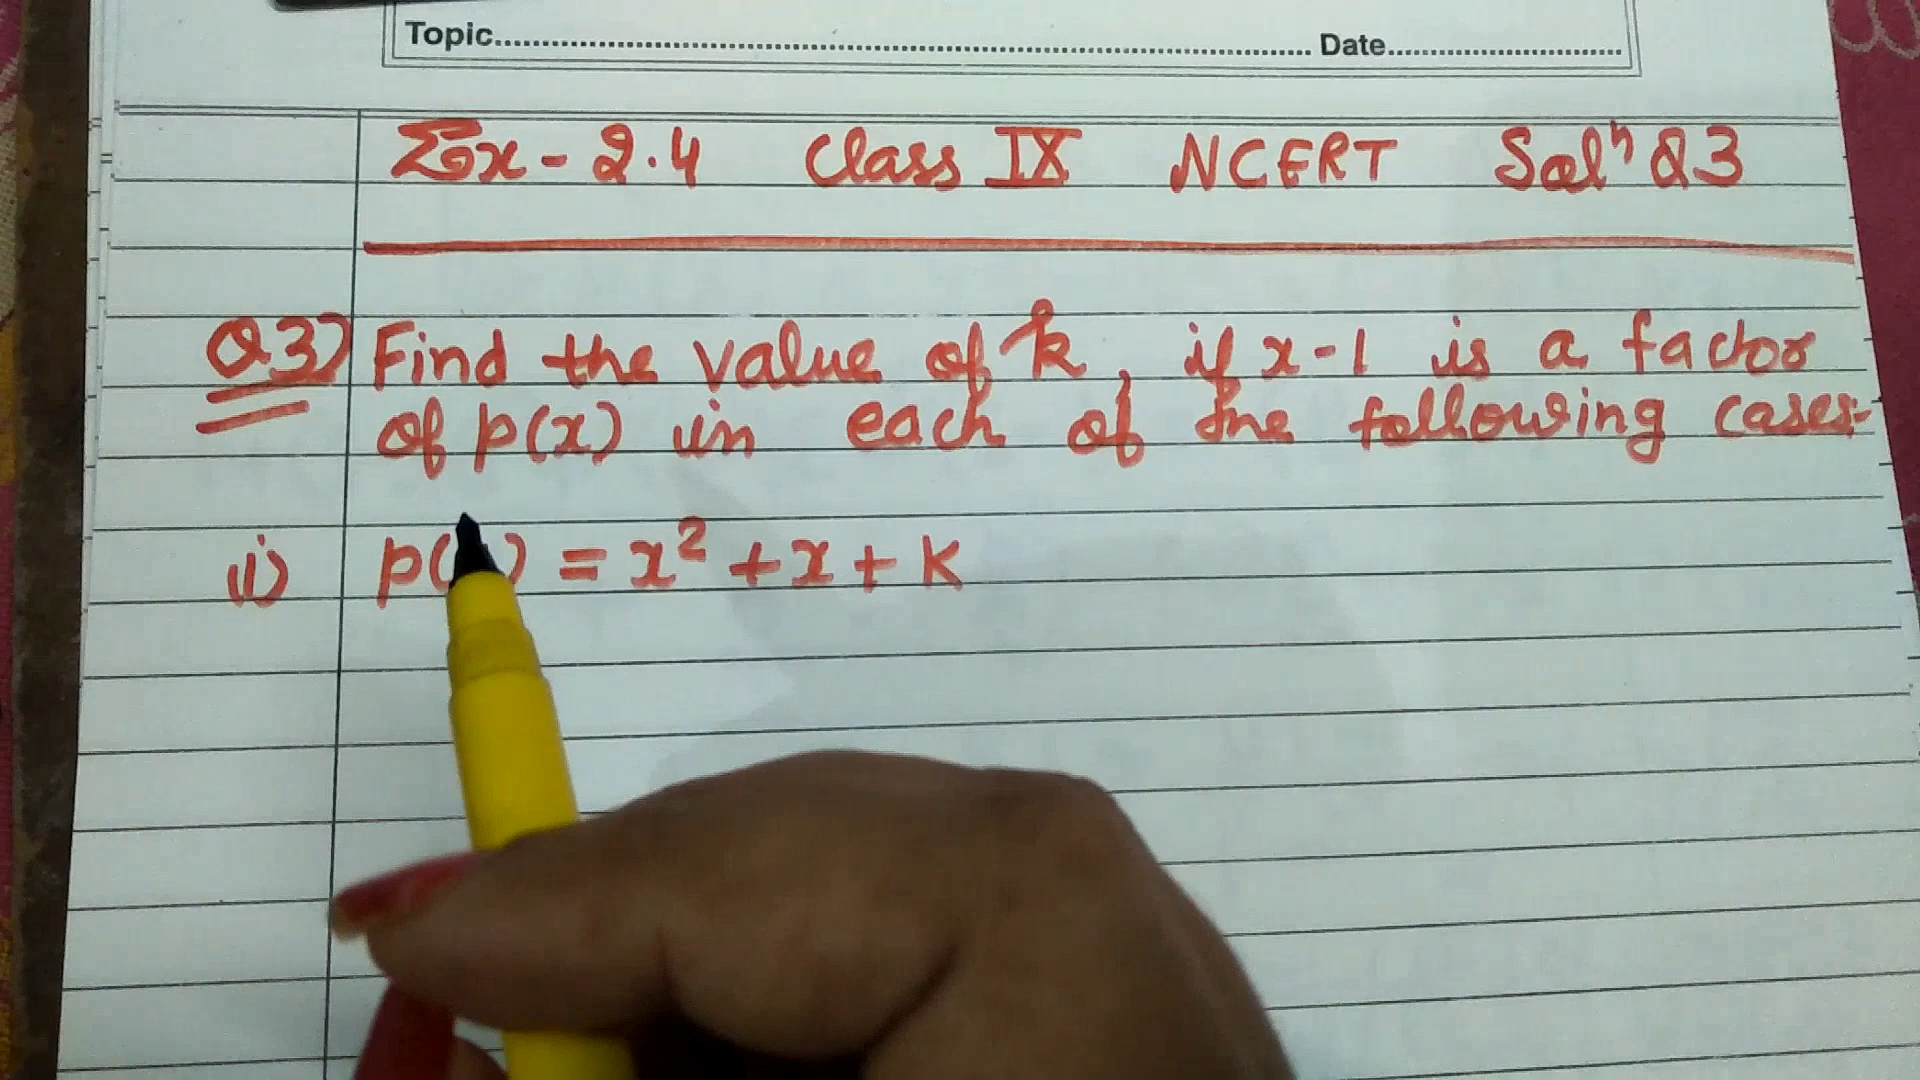 Topic.......... Date..........
Ex-2.4 Class IX NCERT Solⁿ Q3
Q3) Find the value of k, if x-1 is a factor
of p(x) in each of the following cases:-
(i) p( ) = x² + x + k